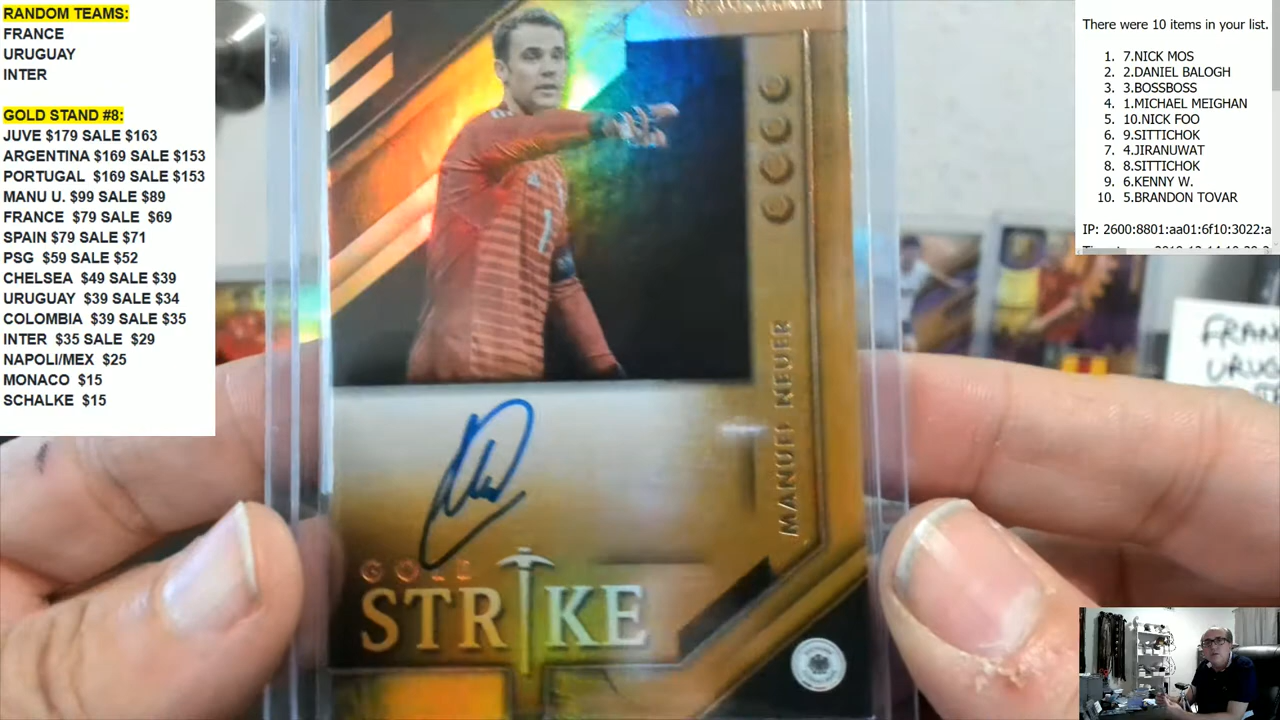 RANDOM TEAMS:
FRANCE
URUGUAY
INTER
GOLD STAND #8:
JUVE $179 SALE $163
ARGENTINA $169 SALE $153
PORTUGAL $169 SALE $153
MANU U. $99 SALE $89
FRANCE $79 SALE $69
SPAIN $79 SALE $71
PSG $59 SALE $52
CHELSEA $49 SALE $39
URUGUAY $39 SALE $34
COLOMBIA $39 SALE $35
INTER $35 SALE $29
NAPOLI/MEX $25
MONACO $15
SCHALKE $15
MANUEL NEUER
GOLD
STRIKE
There were 10 items in your list.
1. 7.NICK MOS
2. 2.DANIEL BALOGH
3. 3.BOSSBOSS
4. 1.MICHAEL MEIGHAN
5. 10.NICK FOO
6. 9.SITTICHOK
7. 4.JIRANUWAT
8. 8.SITTICHOK
9. 6.KENNY W.
10. 5.BRANDON TOVAR
IP: 2600:8801:aa01:6f10:3022:a